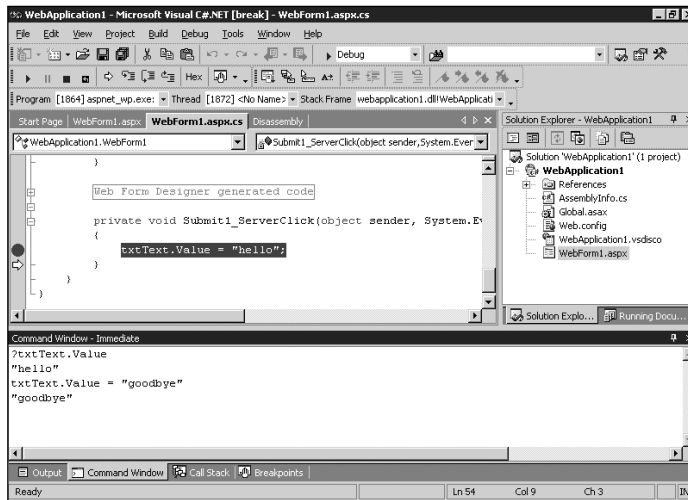 WebApplication1 - Microsoft Visual C#.NET [break] - WebForm1.aspx.cs
File Edit View Project Build Debug Tools Window Help
Debug
Hex
Program [1864] aspnet_wp.exe: Thread [1872] <No Name> Stack Frame webapplication1.dll!WebApplicati
Start Page WebForm1.aspx WebForm1.aspx.cs Disassembly
WebApplication1.WebForm1 Submit1_ServerClick(object sender,System.Ever
}
Web Form Designer generated code
private void Submit1_ServerClick(object sender, System.Ev
{
txtText.Value = "hello";
}
}
}
Solution Explorer - WebApplication1
Solution 'WebApplication1' (1 project)
WebApplication1
References
AssemblyInfo.cs
Global.asax
Web.config
WebApplication1.vsdisco
WebForm1.aspx
Solution Explo... Running Docu...
Command Window - Immediate
?txtText.Value
"hello"
txtText.Value = "goodbye"
"goodbye"
Output Command Window Call Stack Breakpoints
Ready Ln 54 Col 9 Ch 3 IN